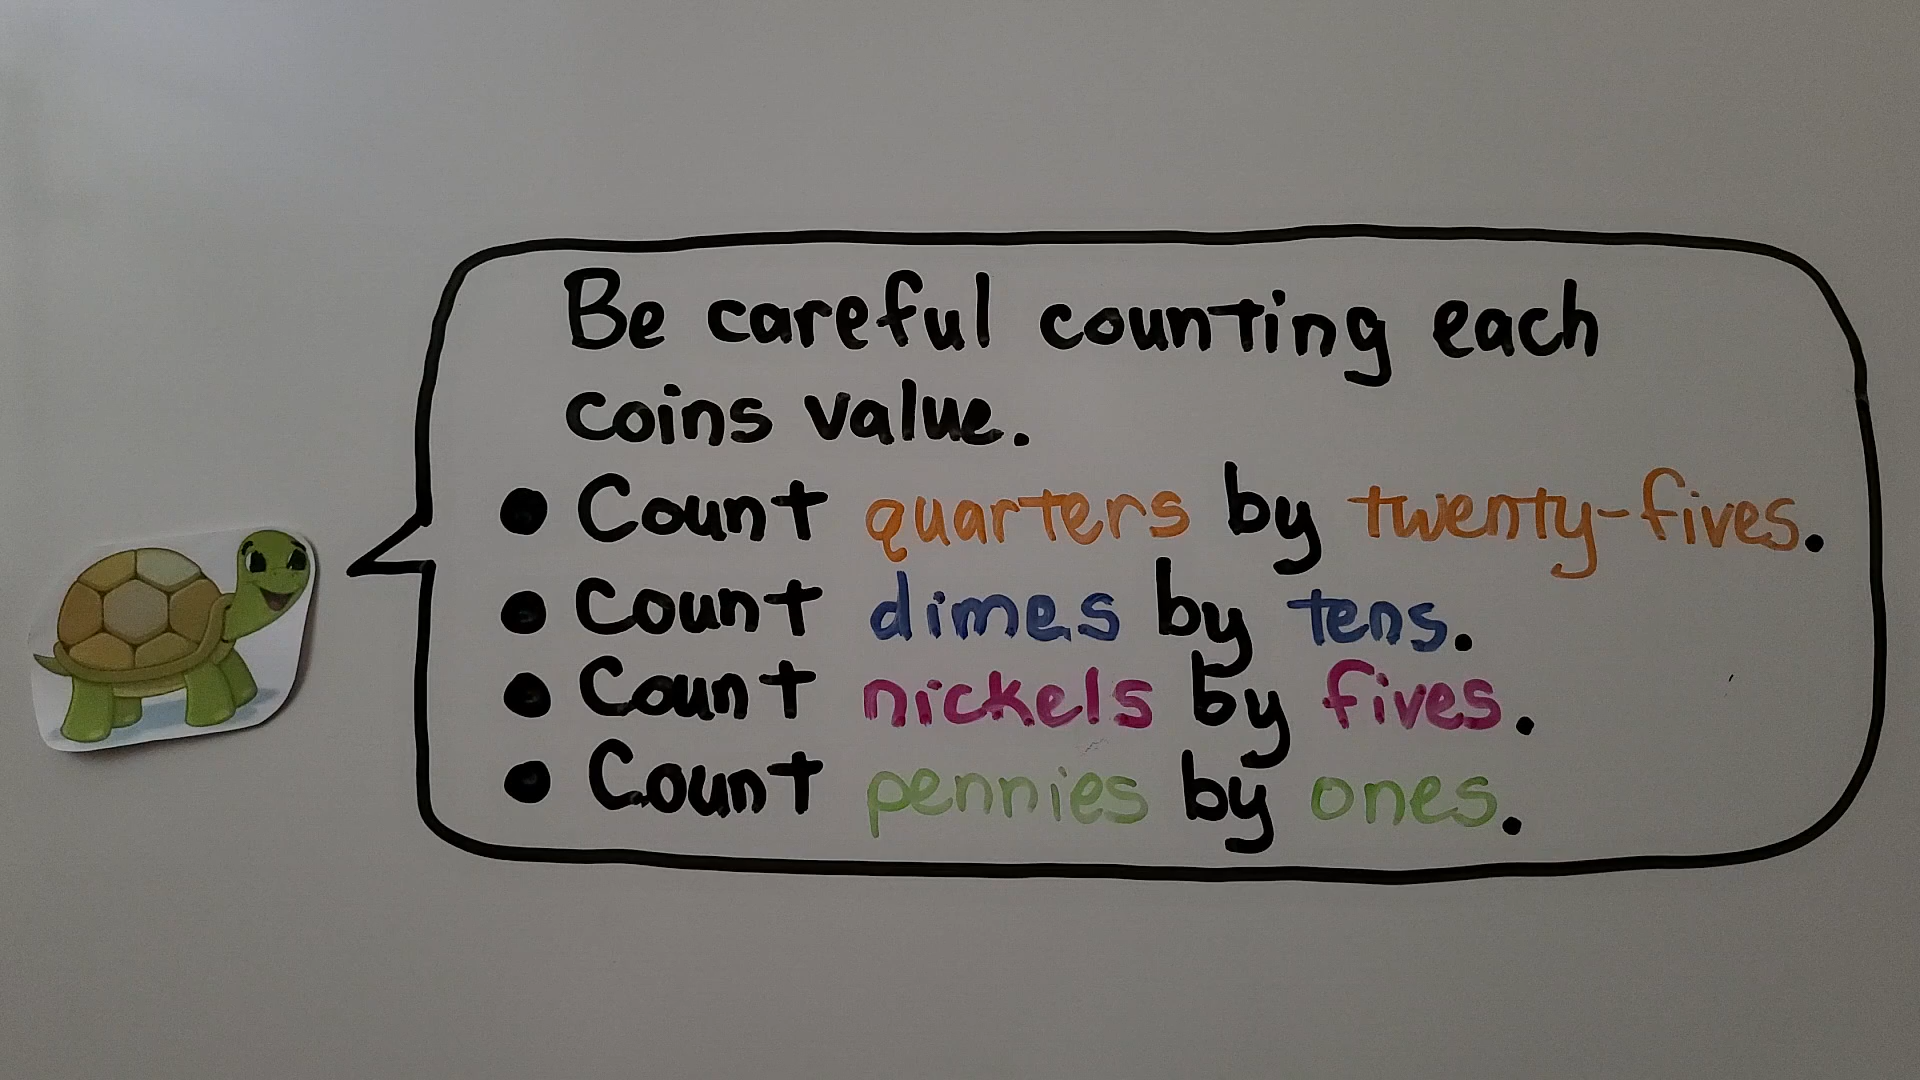 Be careful counting each
coins value.
• Count quarters by twenty-fives.
• Count dimes by tens.
• Count nickels by fives.
• Count pennies by ones.